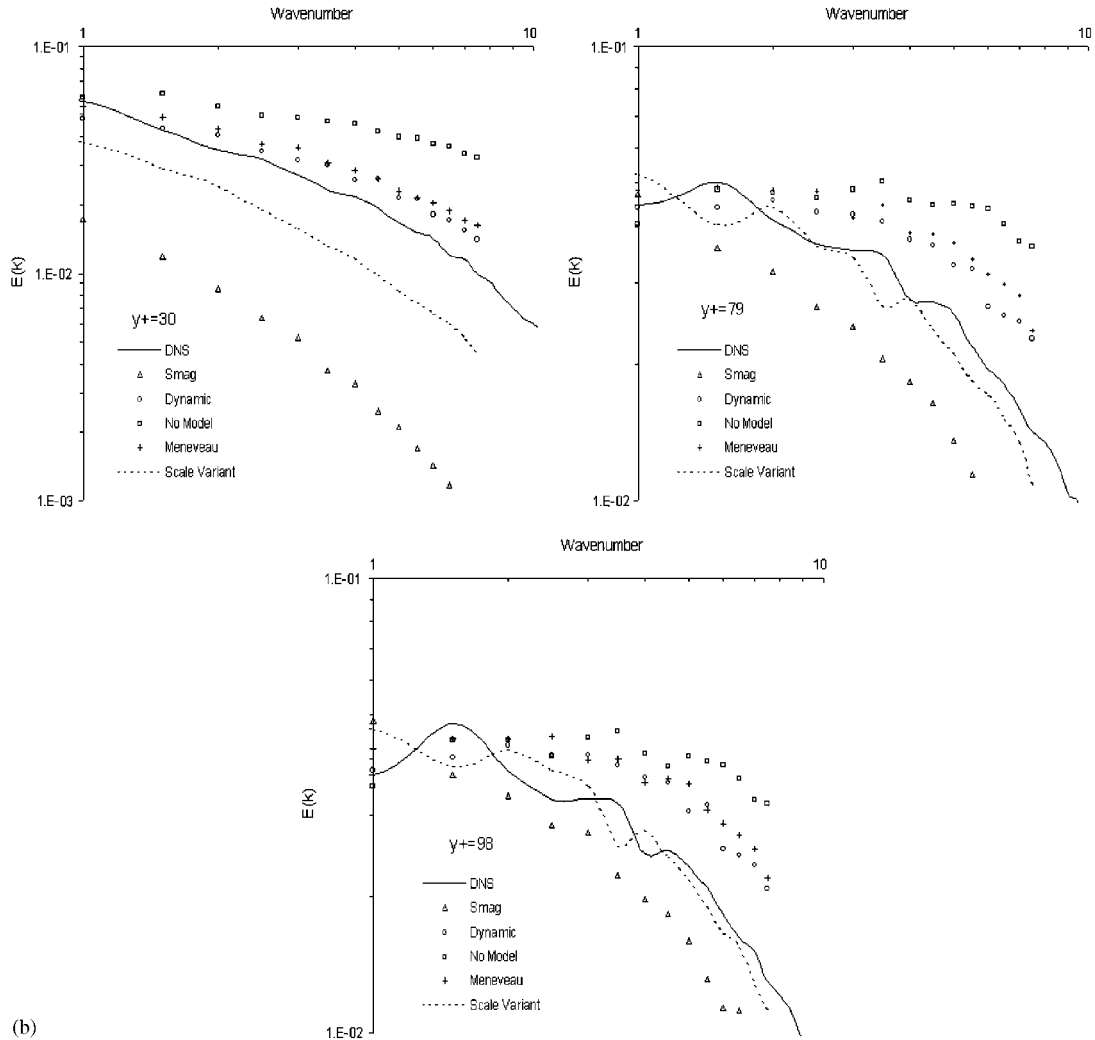 Wavenumber
1
10
1.E-01
1.E-02
1.E-03
E(k)
y+=30
DNS
Smag
Dynamic
No Model
Meneveau
Scale Variant
Wavenumber
1
10
1.E-01
1.E-02
E(k)
y+=79
DNS
Smag
Dynamic
No Model
Meneveau
Scale Variant
Wavenumber
1
10
1.E-01
1.E-02
E(k)
y+=98
DNS
Smag
Dynamic
No Model
Meneveau
Scale Variant
(b)